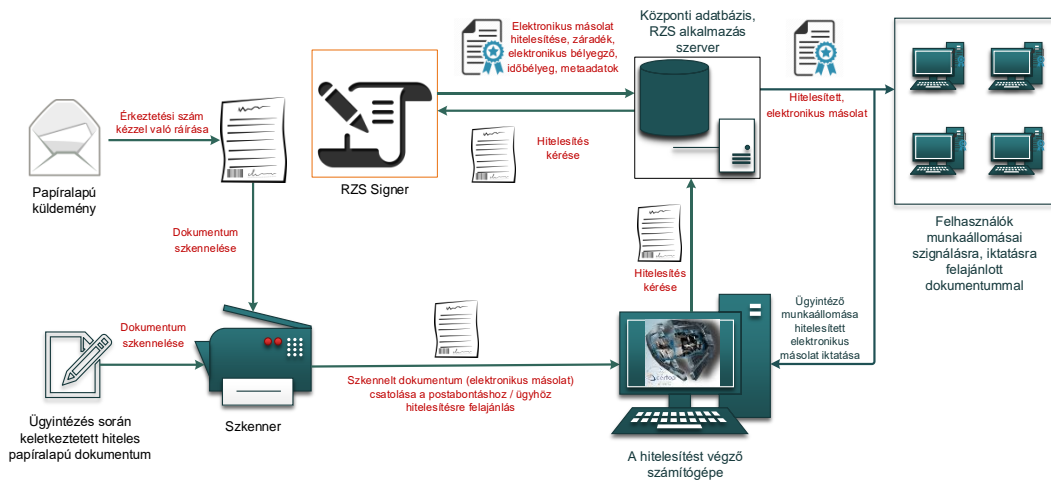 Érkeztetési szám
kézzel való ráírása
Papíralapú
küldemény
RZS Signer
Elektronikus másolat
hitelesítése, záradék,
elektronikus bélyegző,
időbélyeg, metaadatok
Hitelesítés
kérése
Központi adatbázis,
RZS alkalmazás
szerver
Hitelesített,
elektronikus másolat
Felhasználók
munkaállomásai
szignálásra, iktatásra
felajánlott
dokumentummal
Dokumentum
szkennelése
Hitelesítés
kérése
Ügyintéző
munkaállomása
hitelesített
elektronikus
másolat iktatása
Dokumentum
szkennelése
Szkennelt dokumentum (elektronikus másolat)
csatolása a postabontáshoz / ügyhöz
hitelesítésre felajánlás
Ügyintézés során
keletkeztetett hiteles
papíralapú dokumentum
Szkenner
A hitelesítést végző
számítógépe